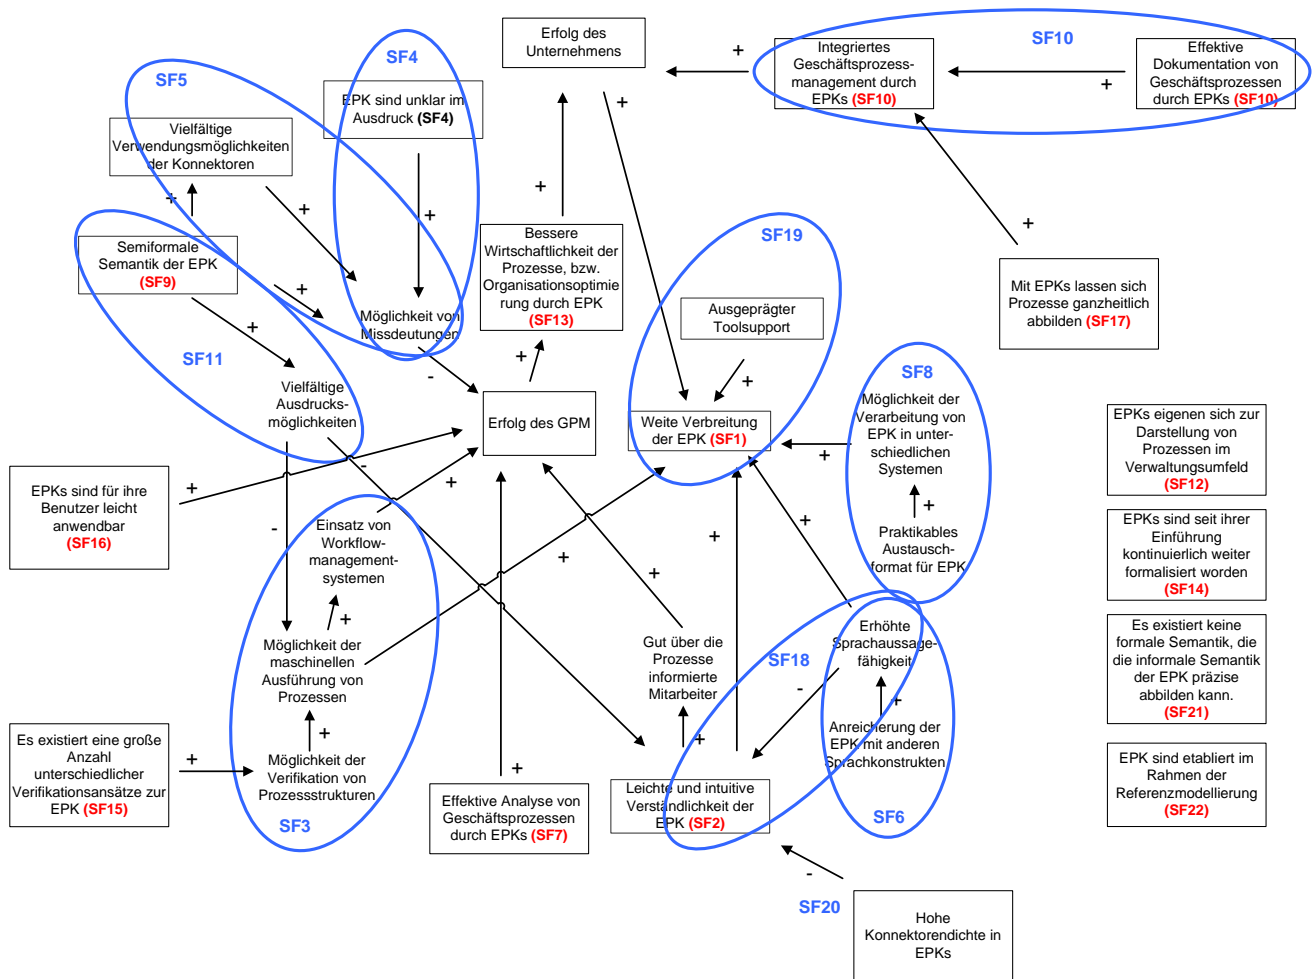 Erfolg des
Unternehmens
+
Integriertes
Geschäftsprozess-
management durch
EPKs (SF10)
SF10
+
Effektive
Dokumentation von
Geschäftsprozessen
durch EPKs (SF10)
SF5
SF4
EPK sind unklar im
Ausdruck (SF4)
Vielfältige
Verwendungsmöglichkeiten
der Konnektoren
+
+
+
+
+
+
Semiformale
Semantik der EPK
(SF9)
+
+
SF11
Möglichkeit von
Missdeutungen
-
Bessere
Wirtschaftlichkeit der
Prozesse, bzw.
Organisationsoptimie
rung durch EPK
(SF13)
+
SF19
Ausgeprägter
Toolsupport
+
Mit EPKs lassen sich
Prozesse ganzheitlich
abbilden (SF17)
Vielfältige
Ausdrucks-
möglichkeiten
-
-
Erfolg des GPM
Weite Verbreitung
der EPK (SF1)
+
SF8
Möglichkeit der
Verarbeitung von
EPK in unter-
schiedlichen
Systemen
+
Praktikables
Austausch-
format für EPK
EPKs eigenen sich zur
Darstellung von
Prozessen im
Verwaltungsumfeld
(SF12)
EPKs sind für ihre
Benutzer leicht
anwendbar
(SF16)
+
Einsatz von
Workflow-
management-
systemen
+
+
+
+
+
+
EPKs sind seit ihrer
Einführung
kontinuierlich weiter
formalisiert worden
(SF14)
Möglichkeit der
maschinellen
Ausführung von
Prozessen
+
Gut über die
Prozesse
informierte
Mitarbeiter
+
SF18
-
Erhöhte
Sprachaussage-
fähigkeit
+
Anreicherung der
EPK mit anderen
Sprachkonstrukten
SF6
Es existiert keine
formale Semantik, die
die informale Semantik
der EPK präzise
abbilden kann.
(SF21)
Es existiert eine große
Anzahl
unterschiedlicher
Verifikationsansätze zur
EPK (SF15)
+
Möglichkeit der
Verifikation von
Prozessstrukturen
SF3
+
Effektive Analyse von
Geschäftsprozessen
durch EPKs (SF7)
Leichte und intuitive
Verständlichkeit der
EPK (SF2)
EPK sind etabliert im
Rahmen der
Referenzmodellierung
(SF22)
-
SF20
Hohe
Konnektorendichte in
EPKs